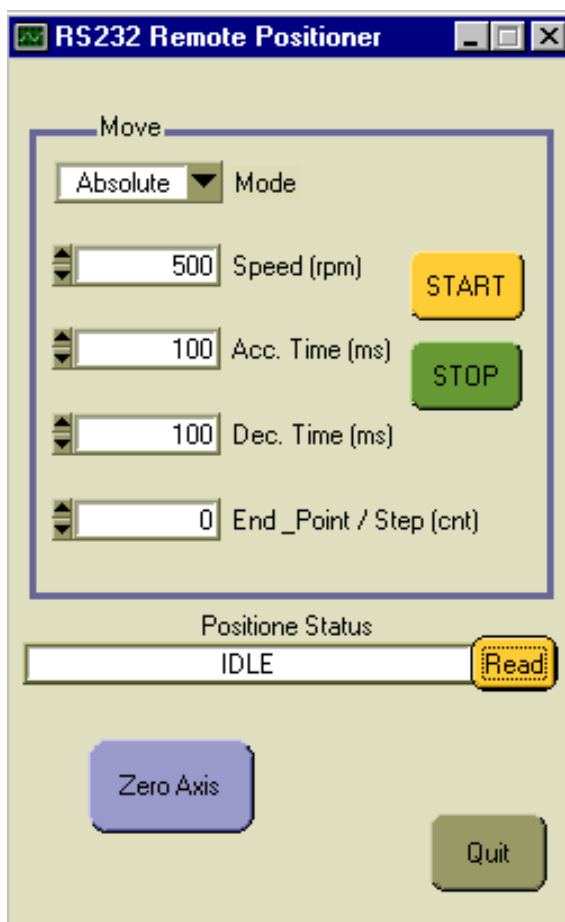 RS232 Remote Positioner
Move
Absolute Mode
500 Speed (rpm)
START
100 Acc. Time (ms)
STOP
100 Dec. Time (ms)
0 End _Point / Step (cnt)
Positione Status
IDLE Read
Zero Axis
Quit